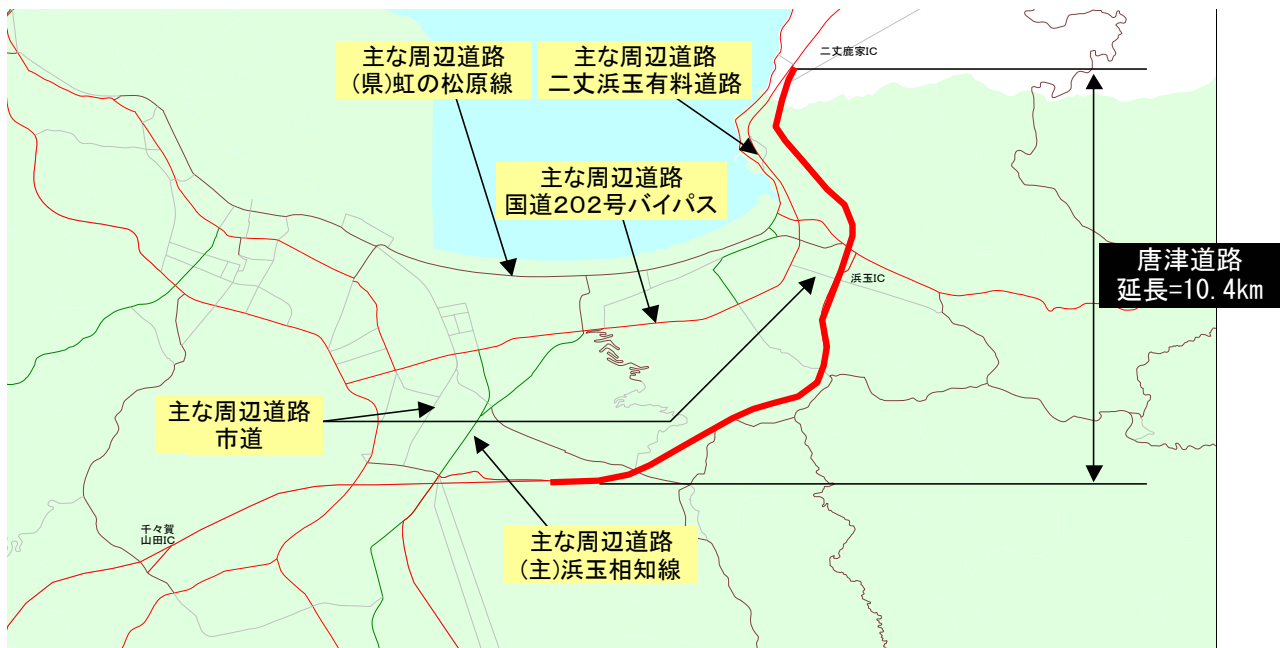 主な周辺道路
(県)虹の松原線
主な周辺道路
二丈浜玉有料道路
二丈鹿家IC
主な周辺道路
国道202号バイパス
唐津道路
延長=10.4km
浜玉IC
主な周辺道路
市道
千々賀
山田IC
主な周辺道路
(主)浜玉相知線